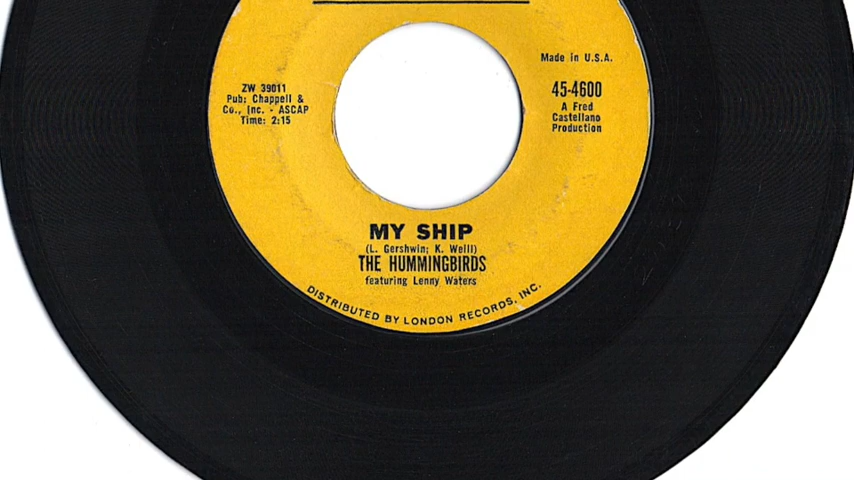 Made in U.S.A.
ZW 39011
Pub: Chappell &
Co., Inc. - ASCAP
Time: 2:15
45-4600
A Fred
Castellano
Production
MY SHIP
(L. Gershwin; K. Weill)
THE HUMMINGBIRDS
featuring Lenny Waters
DISTRIBUTED BY LONDON RECORDS, INC.